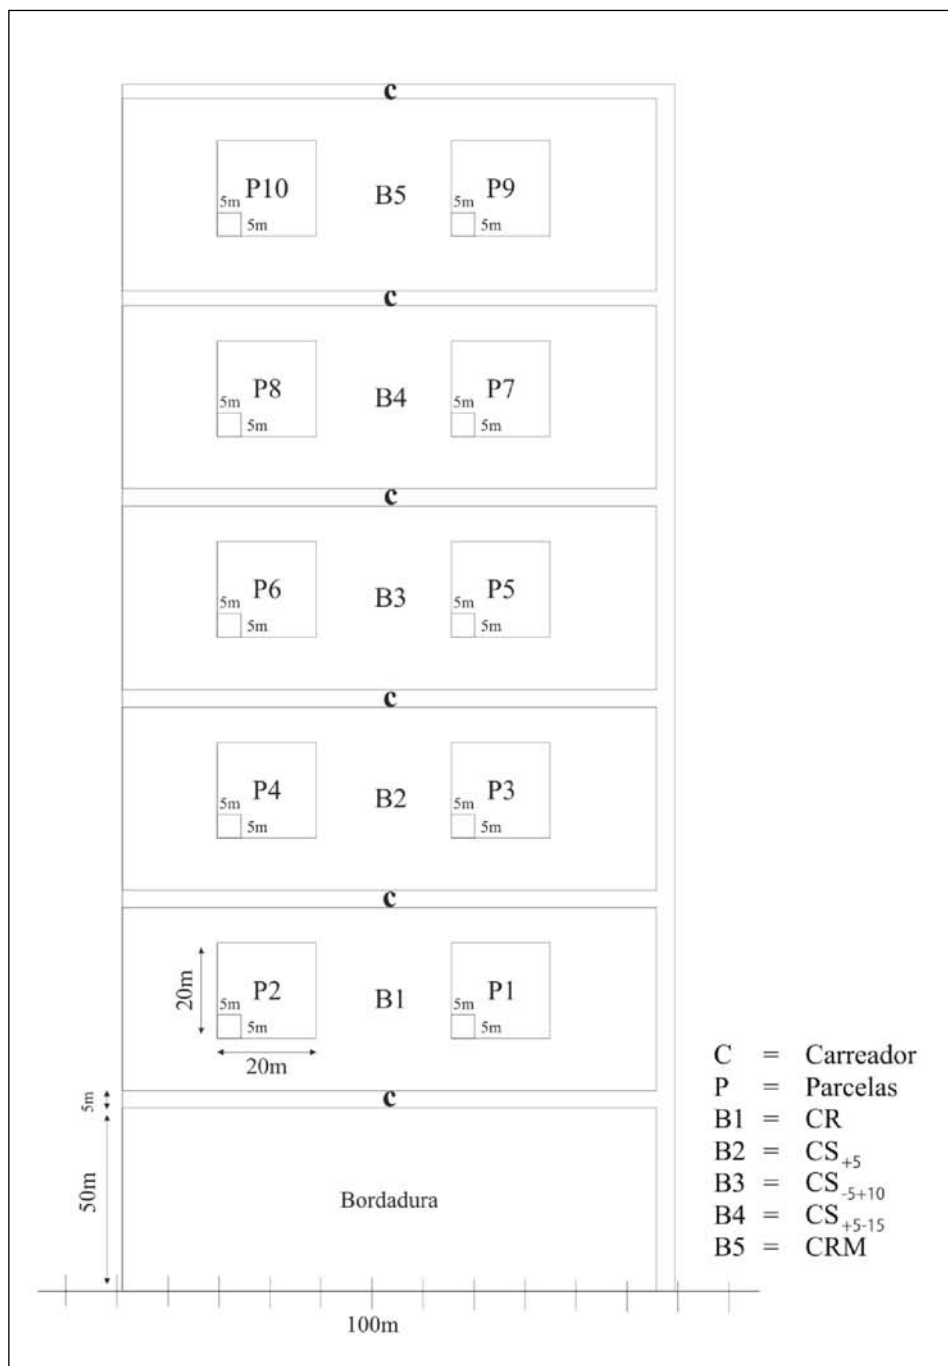 c
P10 B5 P9
5m 5m
5m 5m
c
P8 B4 P7
5m 5m
5m 5m
c
P6 B3 P5
5m 5m
5m 5m
c
P4 B2 P3
5m 5m
5m 5m
c
20m
P2 B1 P1
5m 5m
5m 5m
20m
5m
c
50m
Bordadura
100m
C = Carreador
P = Parcelas
B1 = CR
B2 = CS+5
B3 = CS-5+10
B4 = CS+5-15
B5 = CRM